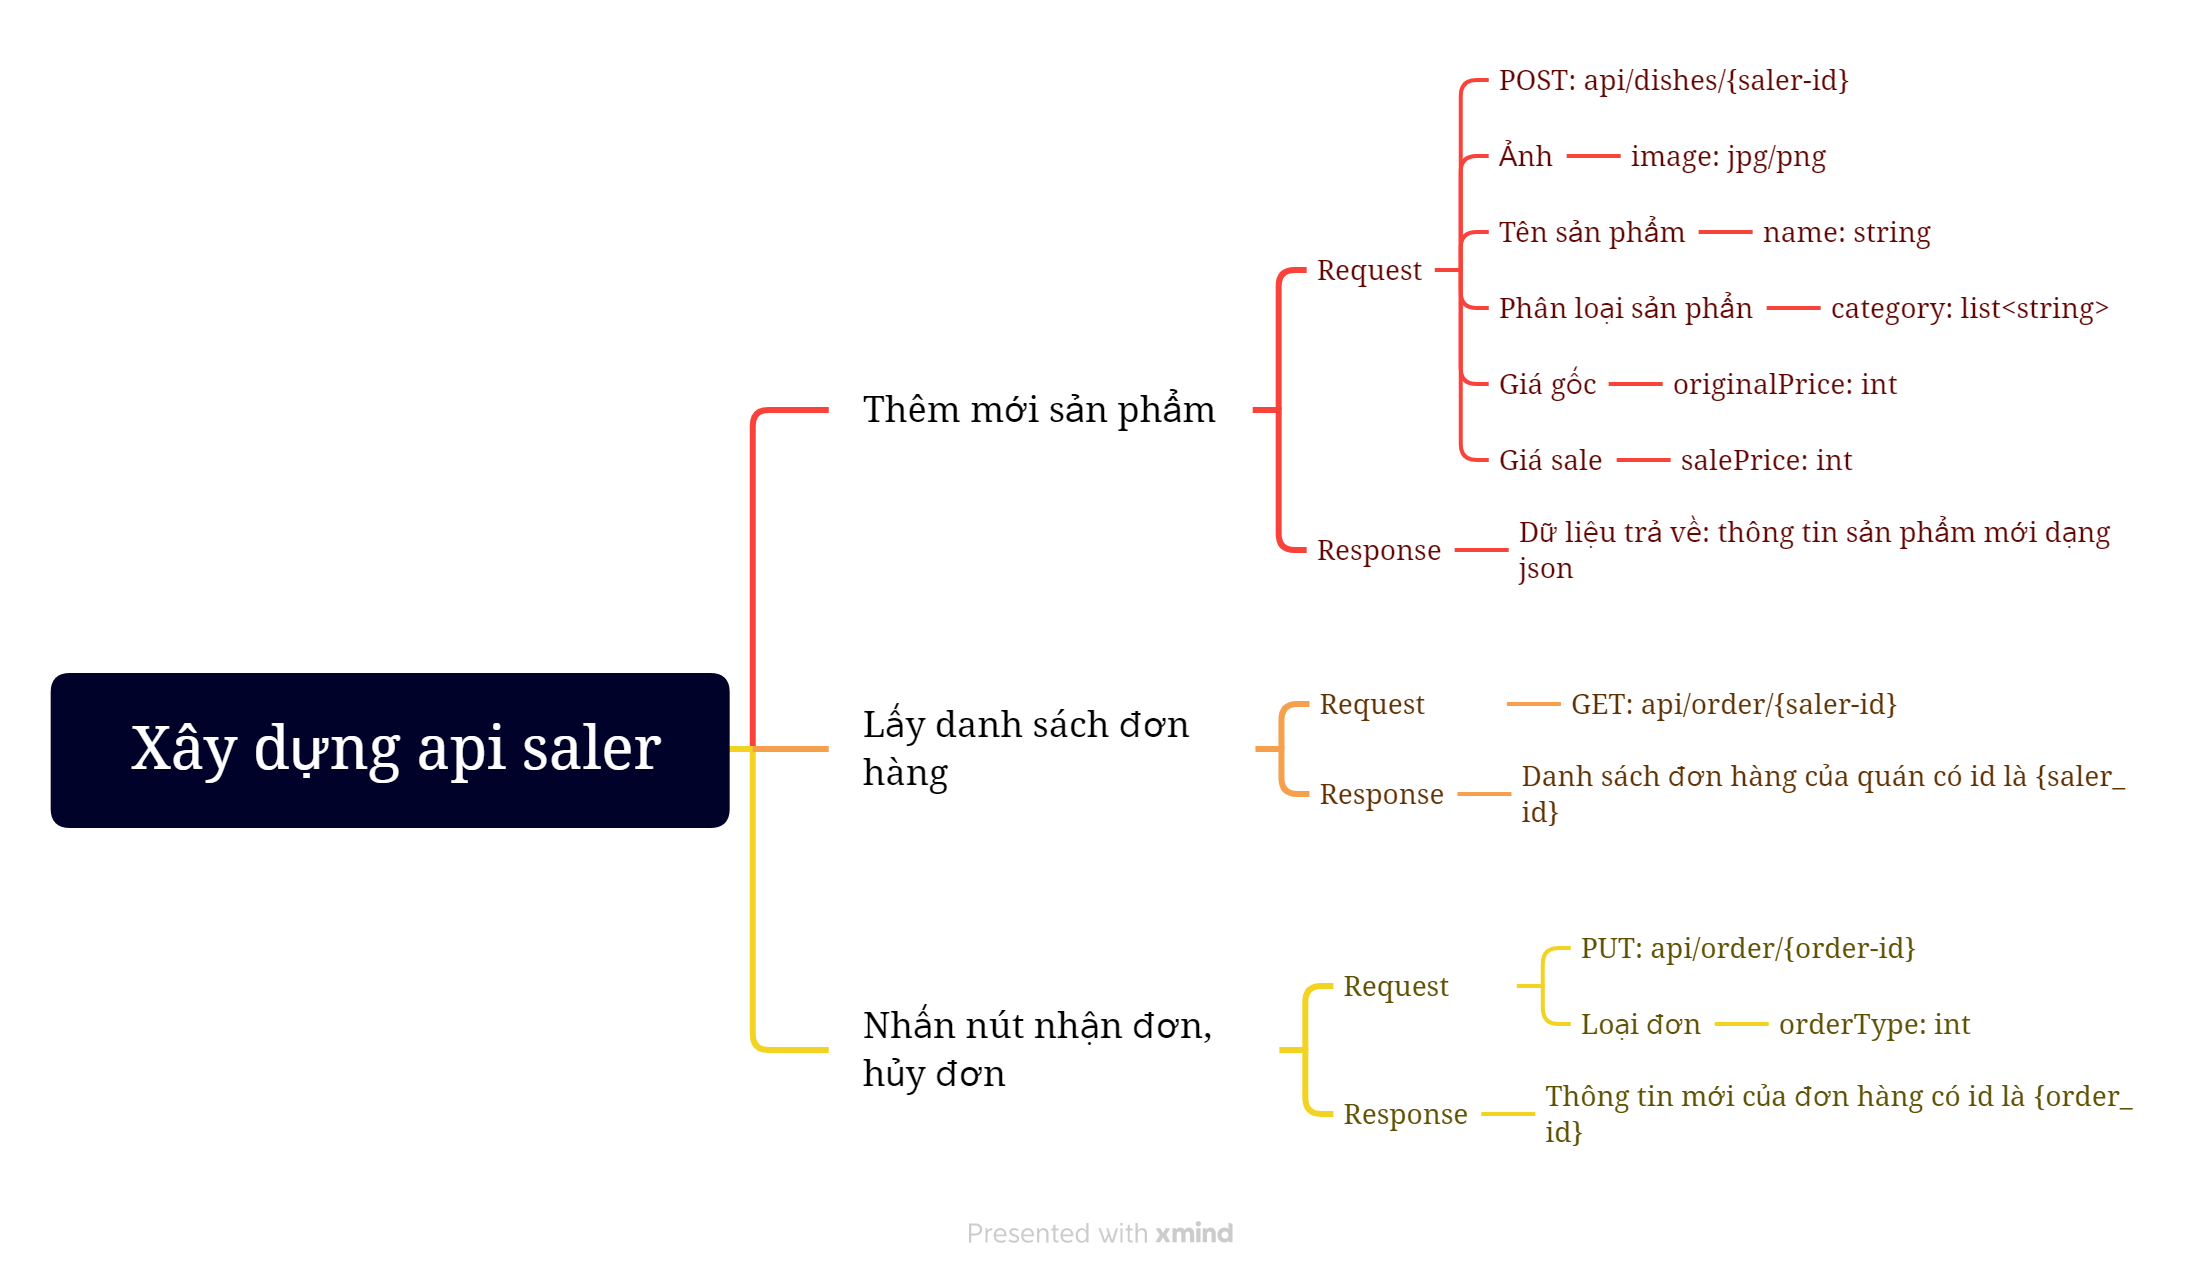 Xây dựng api saler
Thêm mới sản phẩm
Request
POST: api/dishes/{saler-id}
Ảnh
image: jpg/png
Tên sản phẩm
name: string
Phân loại sản phẩn
category: list<string>
Giá gốc
originalPrice: int
Giá sale
salePrice: int
Response
Dữ liệu trả về: thông tin sản phẩm mới dạng
json
Lấy danh sách đơn
hàng
Request
GET: api/order/{saler-id}
Response
Danh sách đơn hàng của quán có id là {saler_
id}
Nhấn nút nhận đơn,
hủy đơn
Request
PUT: api/order/{order-id}
Loại đơn
orderType: int
Response
Thông tin mới của đơn hàng có id là {order_
id}
Presented with xmind